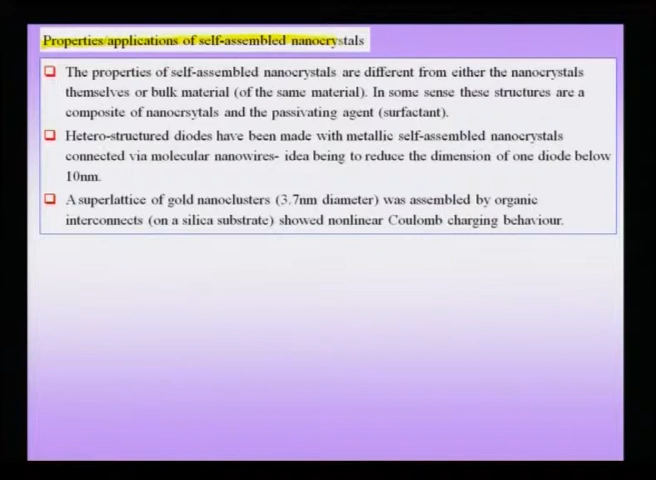 Properties/applications of self-assembled nanocrystals
The properties of self-assembled nanocrystals are different from either the nanocrystals
themselves or bulk material (of the same material). In some sense these structures are a
composite of nanocrsytals and the passivating agent (surfactant).
Hetero-structured diodes have been made with metallic self-assembled nanocrystals
connected via molecular nanowires- idea being to reduce the dimension of one diode below
10nm.
A superlattice of gold nanoclusters (3.7nm diameter) was assembled by organic
interconnects (on a silica substrate) showed nonlinear Coulomb charging behaviour.